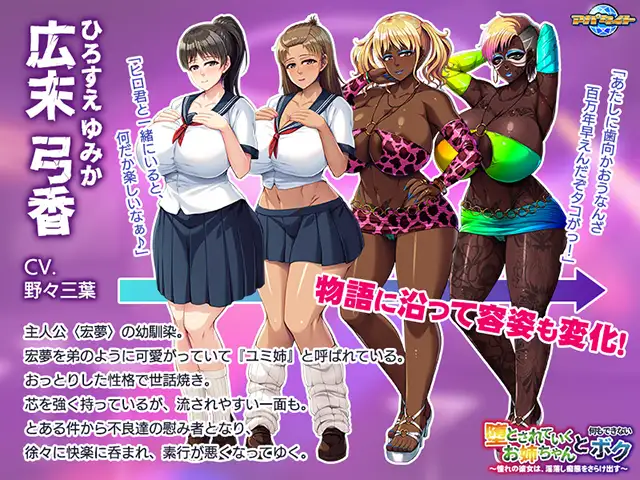 アパダミライト
ひろすえ ゆみか
広末 弓香
CV.
野々三葉
「ヒロ君と一緒にいると
何だか楽しいなぁ♪」
「あたしに歯向かおうなんざ
百万年早えんだぞタコがっ!」
物語に沿って容姿も変化!
主人公〈宏夢〉の幼馴染。
宏夢を弟のように可愛がっていて『ユミ姉』と呼ばれている。
おっとりした性格で世話焼き。
芯を強く持っているが、流されやすい一面も。
とある件から不良達の慰み者となり、
徐々に快楽に呑まれ、素行が悪くなってゆく。
堕とされていくお姉ちゃんと何もできないボク
〜憧れの彼女は、淫落し痴態をさらけ出す〜